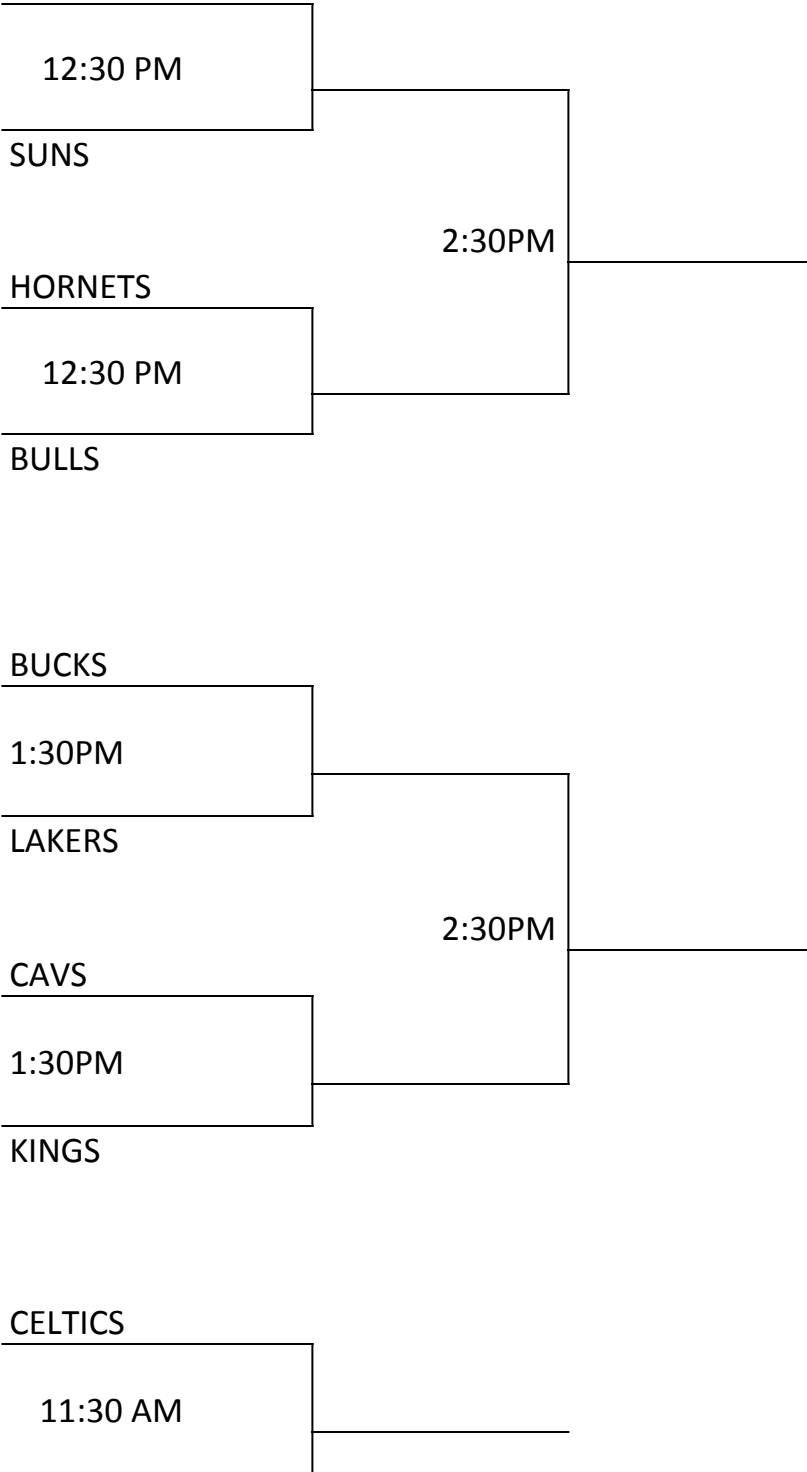 12:30 PM
SUNS
2:30PM
HORNETS
12:30 PM
BULLS
BUCKS
1:30PM
LAKERS
2:30PM
CAVS
1:30PM
KINGS
CELTICS
11:30 AM